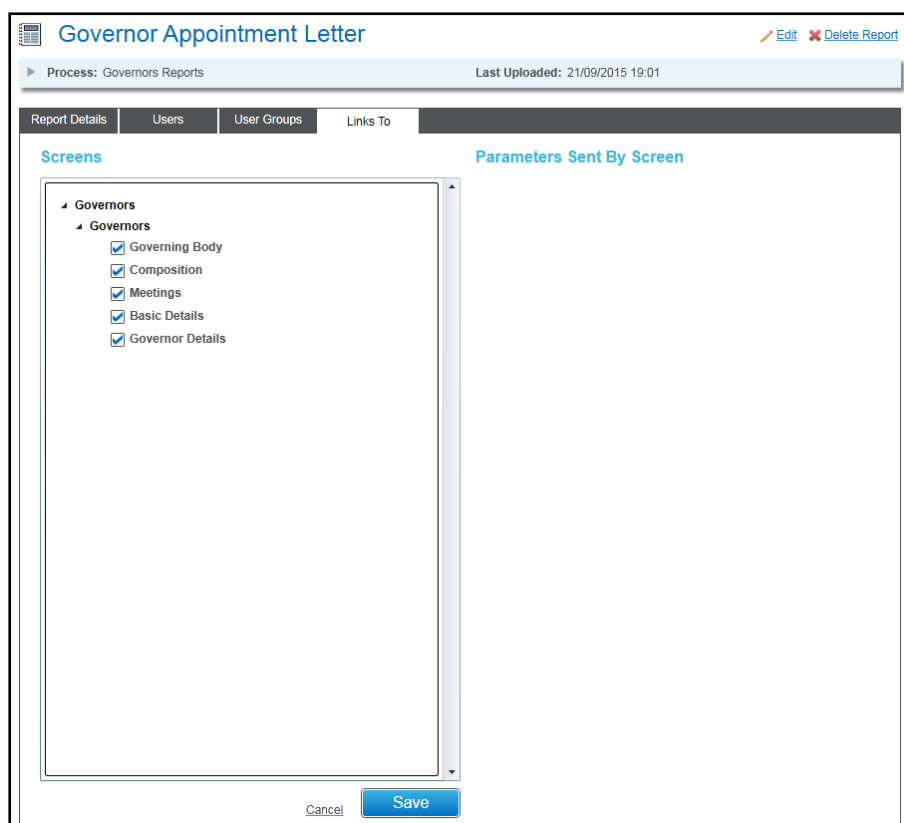 Governor Appointment Letter
Edit Delete Report
Process: Governors Reports Last Uploaded: 21/09/2015 19:01
Report Details Users User Groups Links To
Screens Parameters Sent By Screen
Governors
Governors
Governing Body
Composition
Meetings
Basic Details
Governor Details
Cancel Save